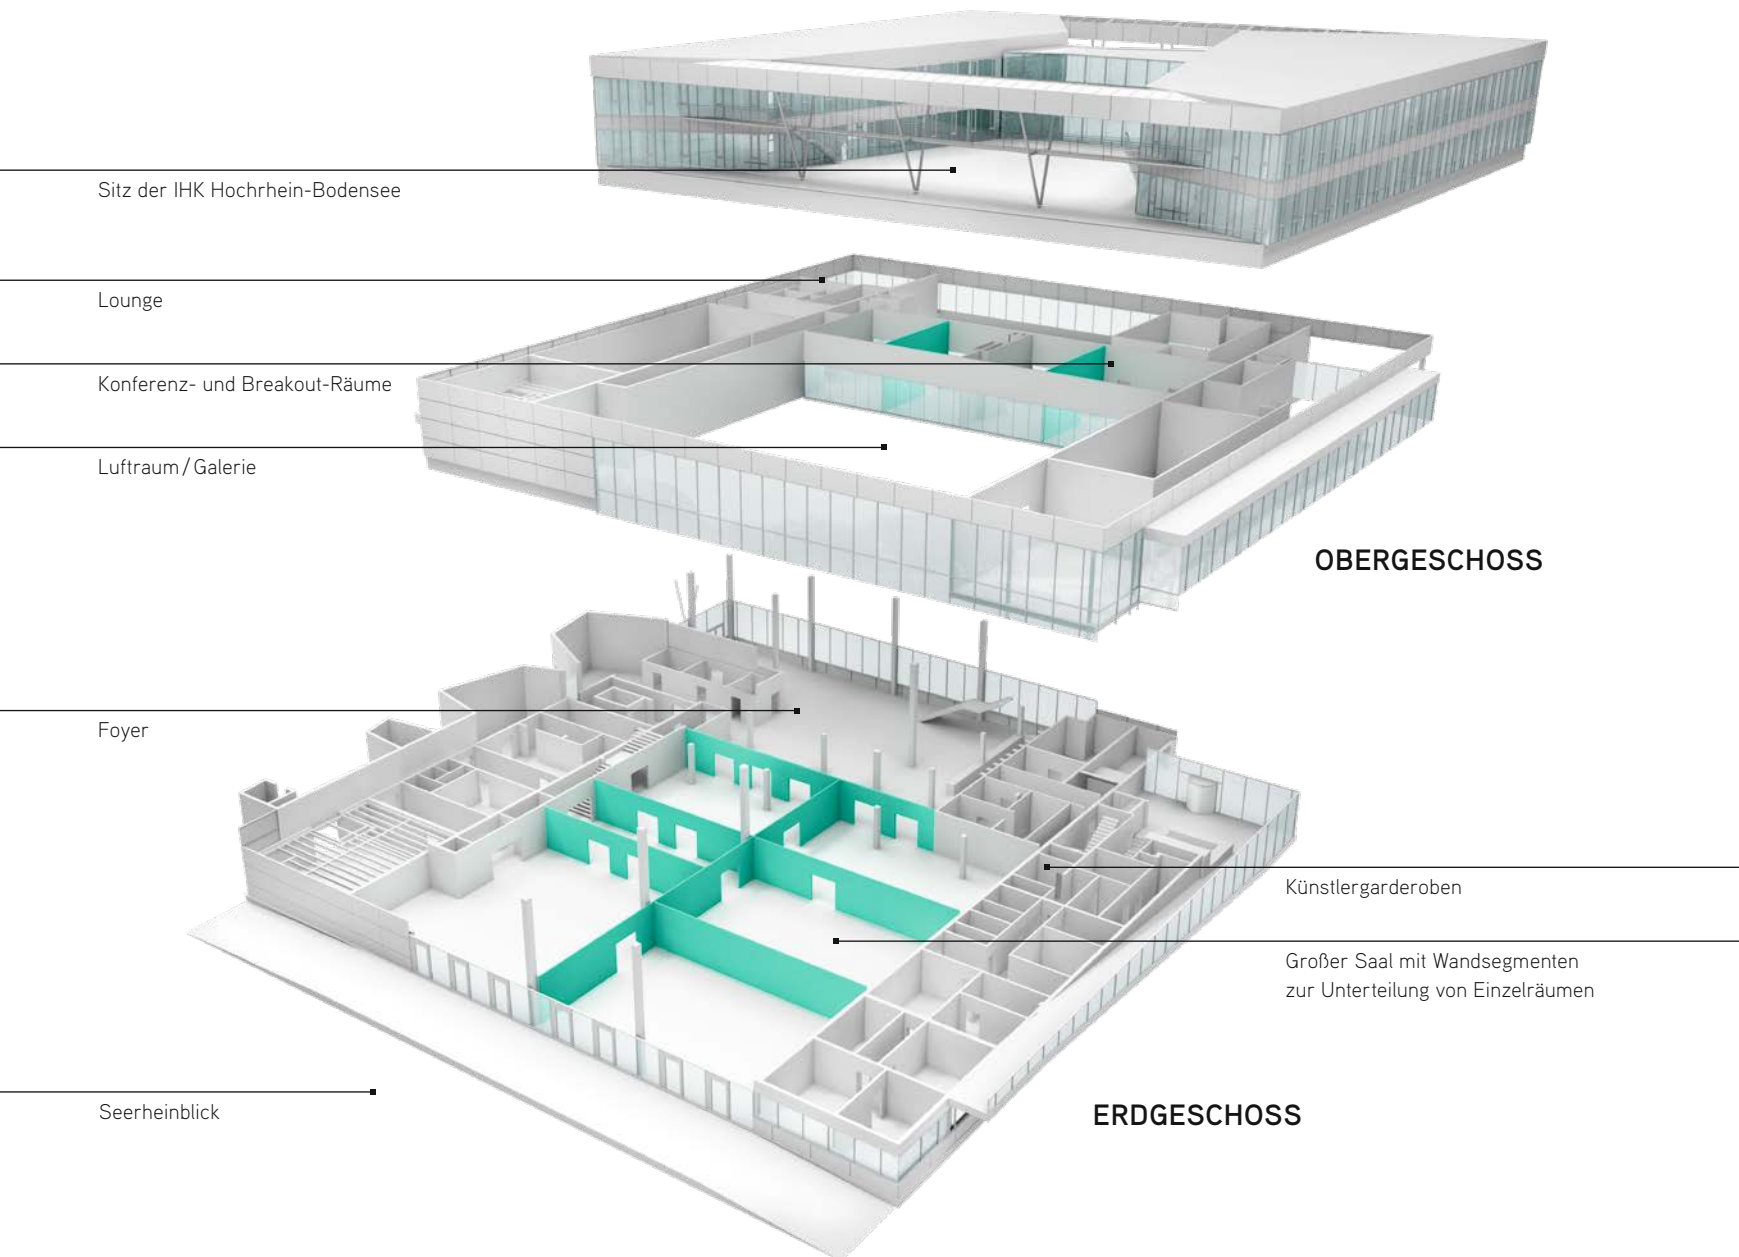 Sitz der IHK Hochrhein-Bodensee
Lounge
Konferenz- und Breakout-Räume
Luftraum / Galerie
OBERGESCHOSS
Foyer
Künstlergarderoben
Großer Saal mit Wandsegmenten
zur Unterteilung von Einzelräumen
Seerheinblick
ERDGESCHOSS